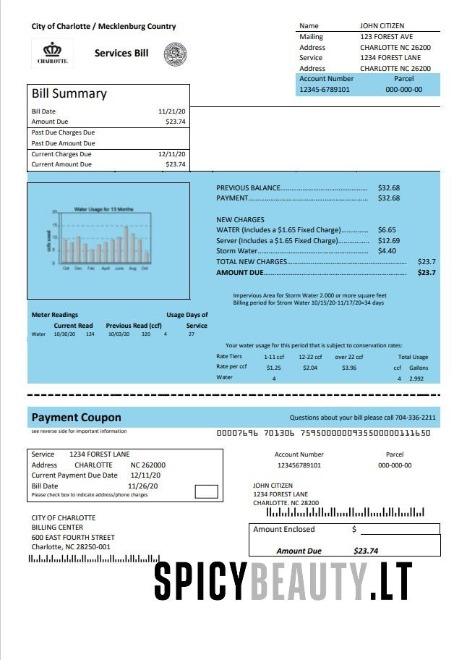 City of Charlotte / Mecklenburg Country
CHARLOTTE.
Services Bill
Name JOHN CITIZEN
Mailing 123 FOREST AVE
Address CHARLOTTE NC 26200
Service 1234 FOREST LANE
Address CHARLOTTE NC 26200
Account Number Parcel
12345-6789101 000-000-00
Bill Summary
Bill Date 11/21/20
Amount Due $23.74
Past Due Charges Due
Past Due Amount Due
Current Charges Due 12/11/20
Current Amount Due $23.74
Water Usage for 13 Months
Oct Dec Feb April June Aug Oct
PREVIOUS BALANCE $32.68
PAYMENT $32.68
NEW CHARGES
WATER (Includes a $1.65 Fixed Charge) $6.65
Server (Includes a $1.65 Fixed Charge) $12.69
Storm Water $4.40
TOTAL NEW CHARGES $23.7
AMOUNT DUE $23.7
Impervious Area for Storm Water 2.000 or more square feet
Billing period for Strom Water 10/15/20-11/17/20=34 days
Meter Readings Usage Days of
Current Read Previous Read (ccf) Service
Water 10/30/20 124 10/03/20 320 4 27
Your water usage for this period that is subject to conservation rates:
Rate Tiers 1-11 ccf 12-22 ccf over 22 ccf Total Usage
Rate per ccf $1.25 $2.04 $3.96 ccf Gallons
Water 4 4 2.992
Payment Coupon
Questions about your bill please call 704-336-2211
see reverse side for important information
00007696 701306 7595000000935500000111650
Service 1234 FOREST LANE
Address CHARLOTTE NC 262000
Current Payment Due Date 12/11/20
Bill Date 11/26/20
Please check box to indicate address/phone charges
Account Number Parcel
123456789101 000-000-00
JOHN CITIZEN
1234 FOREST LANE
CHARLOTTE. NC 28200
CITY OF CHARLOTTE
BILLING CENTER
600 EAST FOURTH STREET
Charlotte, NC 28250-001
Amount Enclosed $
Amount Due $23.74
SPICYBEAUTY.LT